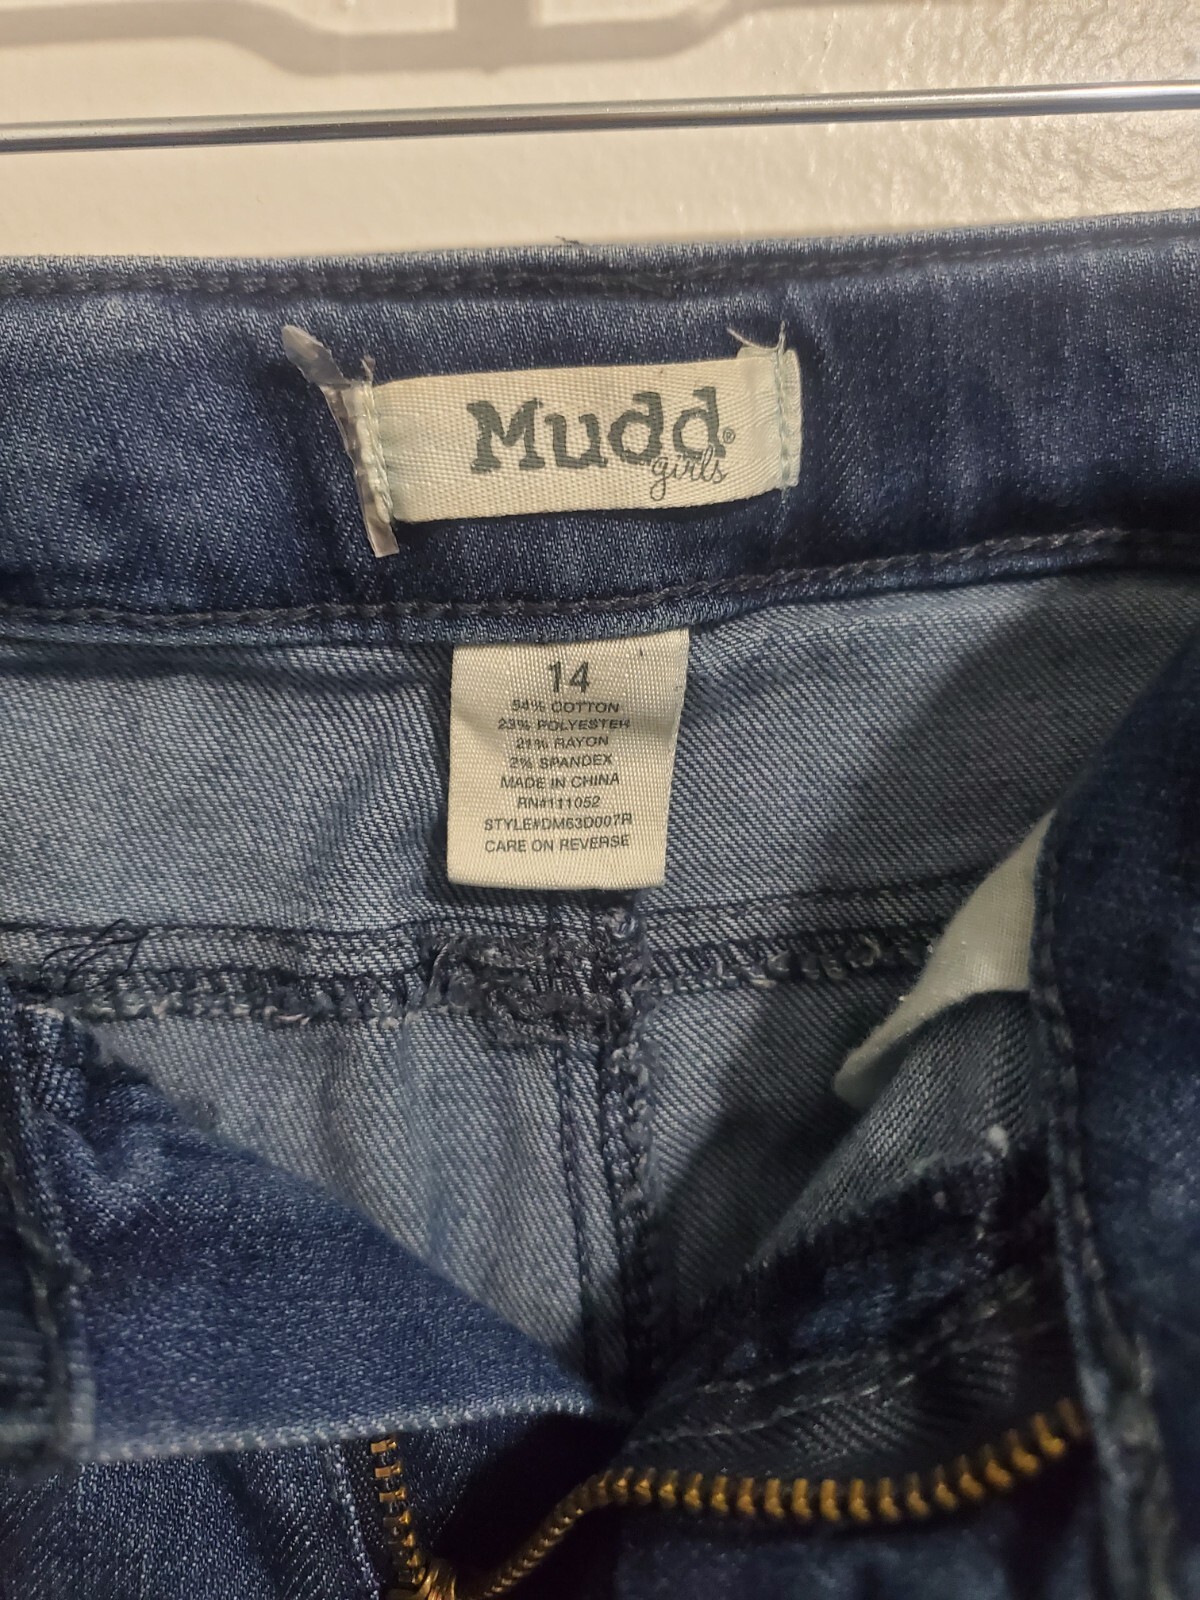 Mudd®
girls
14
54% COTTON
23% POLYESTER
21% RAYON
2% SPANDEX
MADE IN CHINA
RN#111052
STYLE#DM63D007R
CARE ON REVERSE